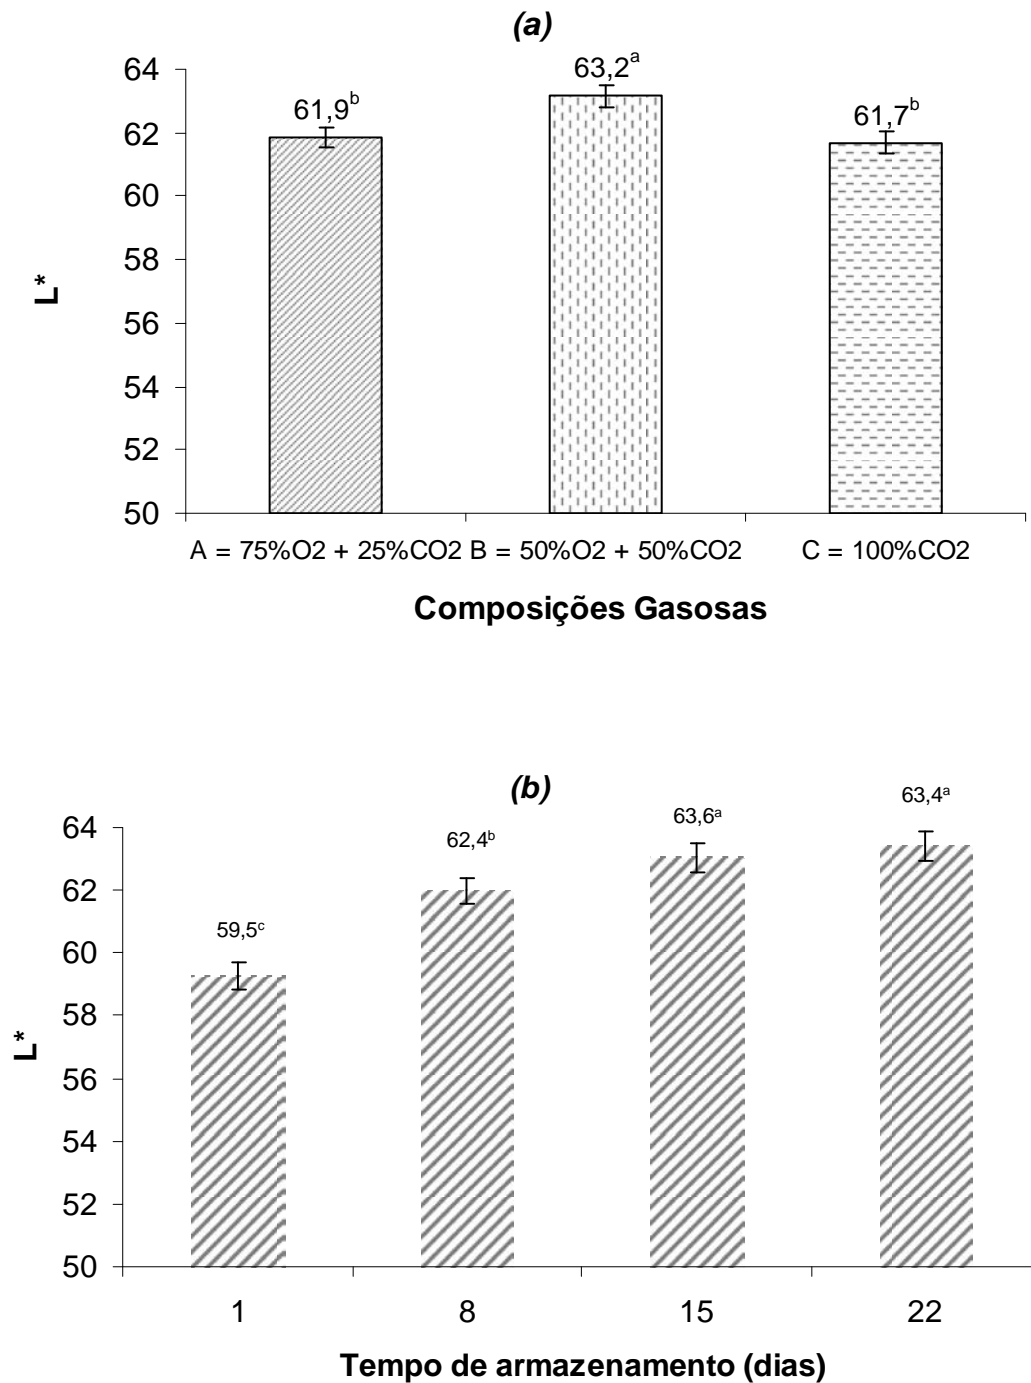 (a)
63,2a
61,9b
61,7b
64
62
60
58
56
54
52
50
L*
A = 75%O2 + 25%CO2 B = 50%O2 + 50%CO2 C = 100%CO2
Composições Gasosas
(b)
63,4a
63,6a
62,4b
59,5c
64
62
60
58
56
54
52
50
L*
1 8 15 22
Tempo de armazenamento (dias)